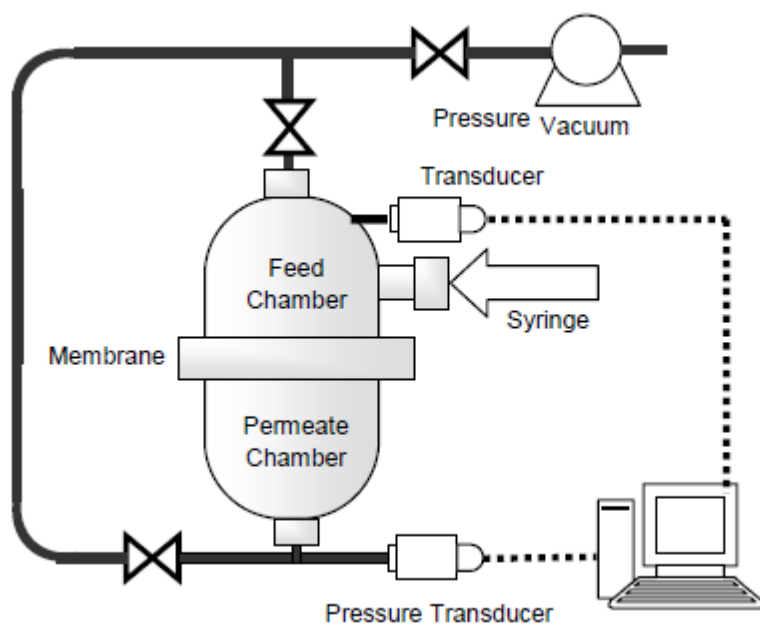 Pressure
Vacuum
Transducer
Feed
Chamber
Syringe
Membrane
Permeate
Chamber
Pressure Transducer